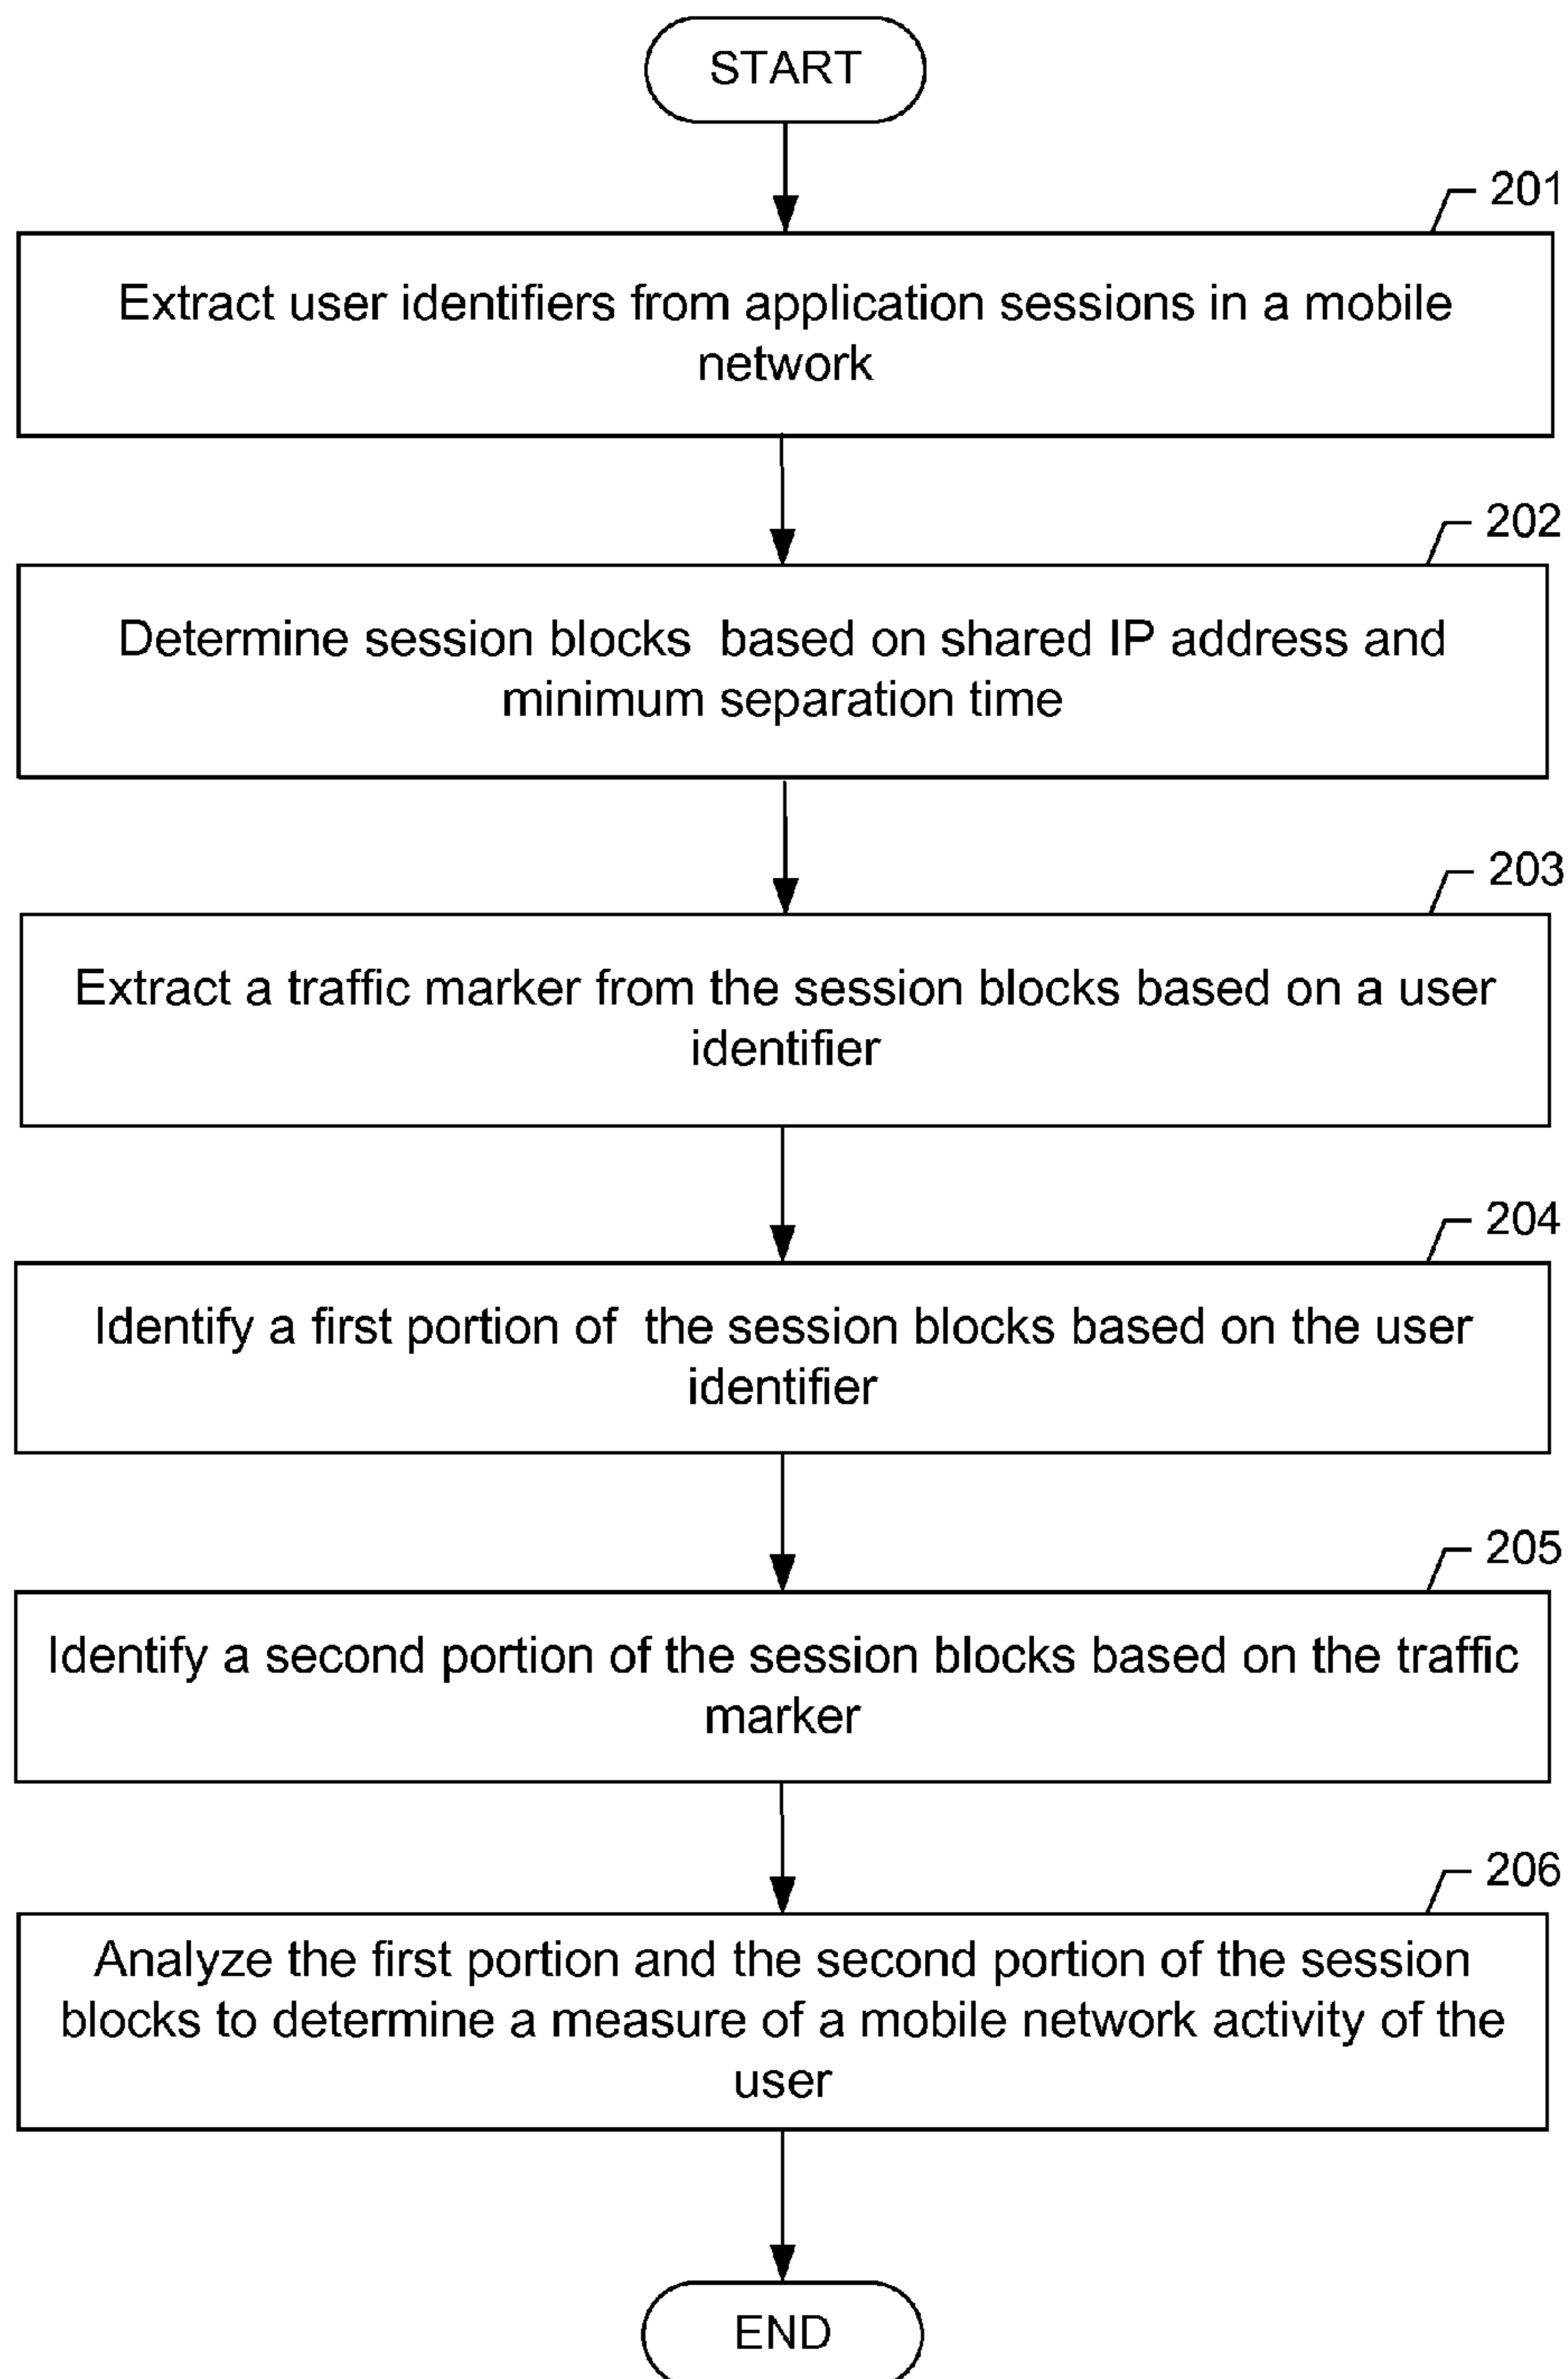 START
201
Extract user identifiers from application sessions in a mobile
network
202
Determine session blocks based on shared IP address and
minimum separation time
203
Extract a traffic marker from the session blocks based on a user
identifier
204
Identify a first portion of the session blocks based on the user
identifier
205
Identify a second portion of the session blocks based on the traffic
marker
206
Analyze the first portion and the second portion of the session
blocks to determine a measure of a mobile network activity of the
user
END